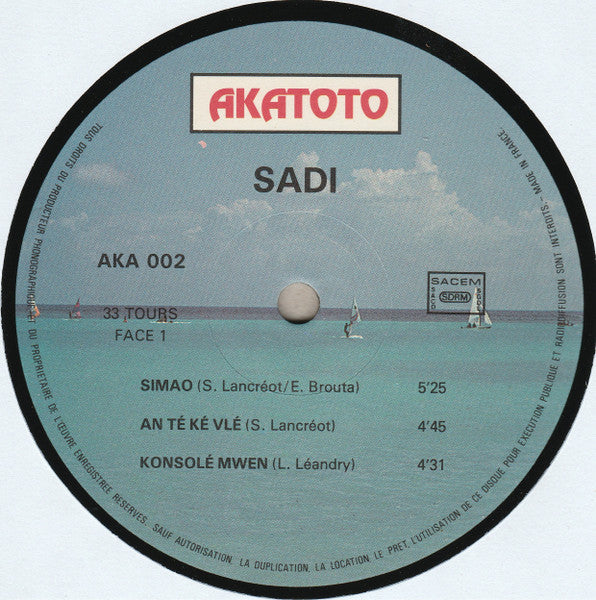 AKATOTO
SADI
AKA 002
33 TOURS
FACE 1
SACEM
SACD
SDRM
SGDL
SIMAO (S. Lancréot/E. Brouta) 5'25
AN TÉ KÉ VLÉ (S. Lancréot) 4'45
KONSOLÉ MWEN (L. Léandry) 4'31
TOUS DROITS DU PRODUCTEUR PHONOGRAPHIQUE ET DU PROPRIETAIRE DE L'ŒUVRE ENREGISTREE RESERVES. SAUF AUTORISATION, LA DUPLICATION, LA LOCATION, LE PRET, L'UTILISATION DE CE DISQUE POUR EXECUTION PUBLIQUE ET RADIODIFFUSION SONT INTERDITS - MADE IN FRANCE